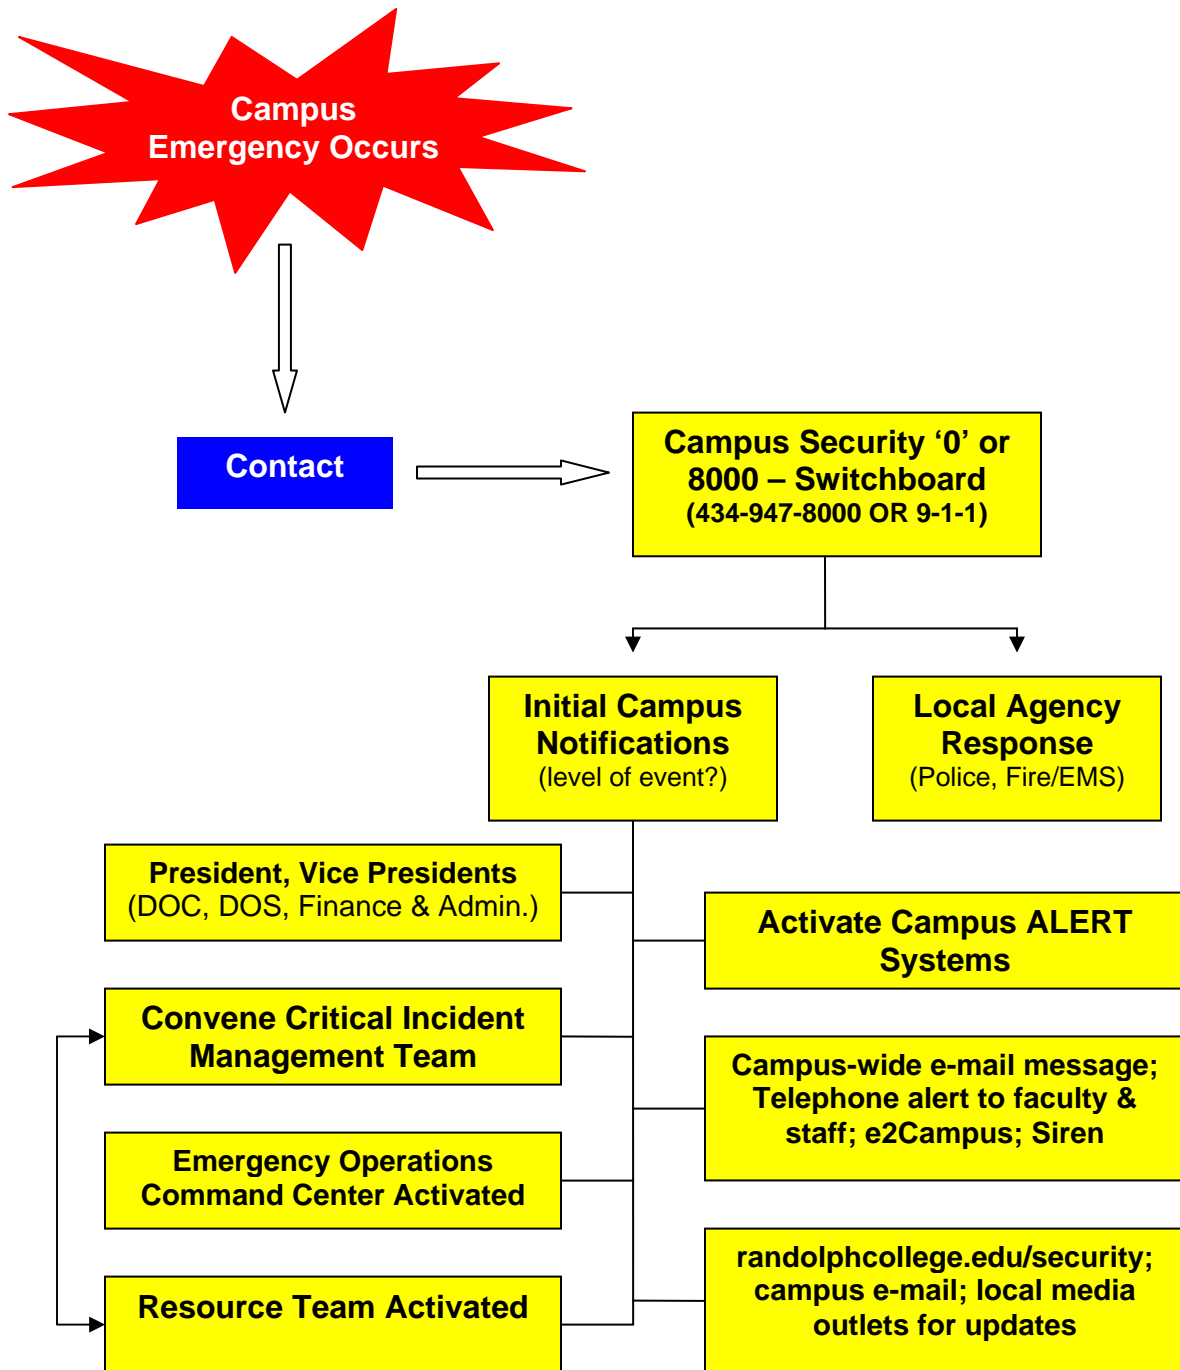 Campus
Emergency Occurs
Contact
Campus Security ‘0’ or
8000 – Switchboard
(434-947-8000 OR 9-1-1)
Initial Campus
Notifications
(level of event?)
Local Agency
Response
(Police, Fire/EMS)
President, Vice Presidents
(DOC, DOS, Finance & Admin.)
Activate Campus ALERT
Systems
Convene Critical Incident
Management Team
Campus-wide e-mail message;
Telephone alert to faculty &
staff; e2Campus; Siren
Emergency Operations
Command Center Activated
randolphcollege.edu/security;
campus e-mail; local media
outlets for updates
Resource Team Activated